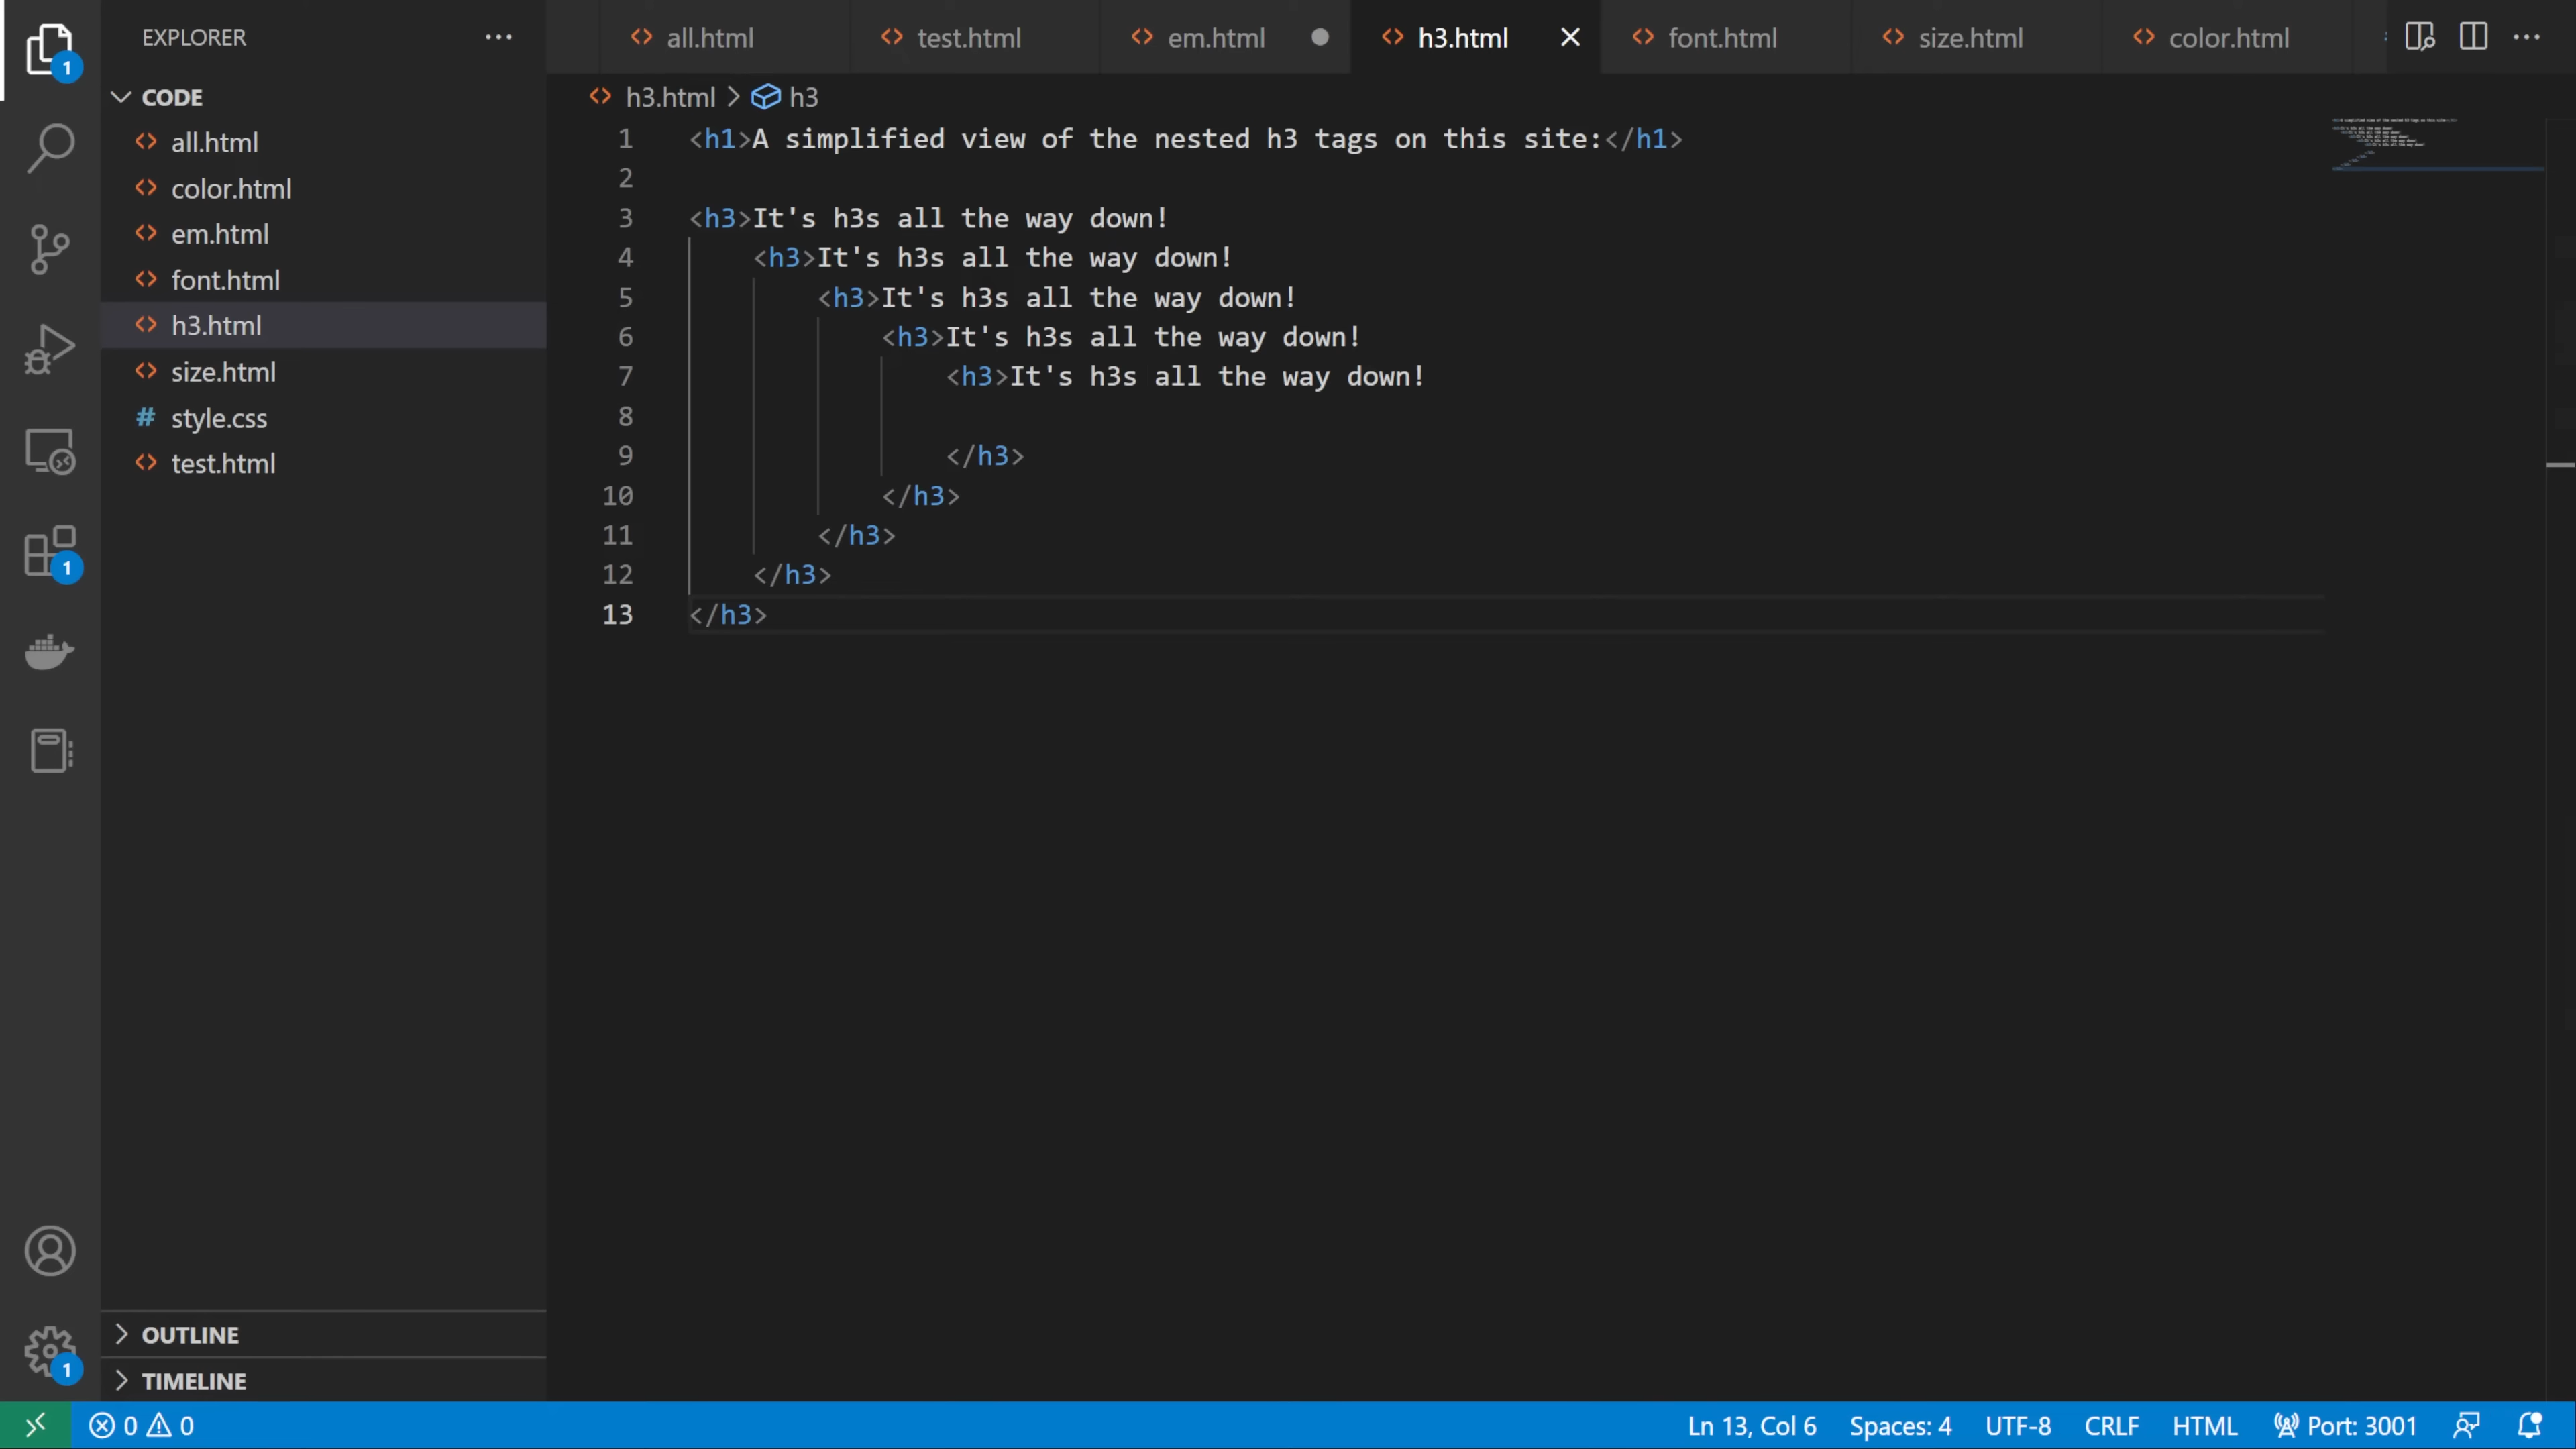 EXPLORER
all.html
test.html
em.html
h3.html
font.html
size.html
color.html
1
CODE
h3.html
h3
all.html
color.html
em.html
font.html
h3.html
size.html
style.css
test.html
1 <h1>A simplified view of the nested h3 tags on this site:</h1>
2
3 <h3>It's h3s all the way down!
4 <h3>It's h3s all the way down!
5 <h3>It's h3s all the way down!
6 <h3>It's h3s all the way down!
7 <h3>It's h3s all the way down!
8
9 </h3>
10 </h3>
11 </h3>
12 </h3>
13 </h3>
1
OUTLINE
1
TIMELINE
0 0
Ln 13, Col 6
Spaces: 4
UTF-8
CRLF
HTML
Port: 3001